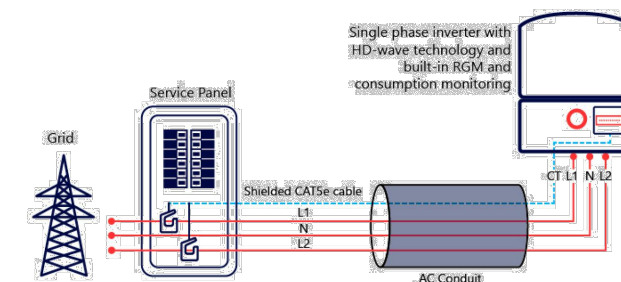 Single phase inverter with
HD-wave technology and
built-in RGM and
consumption monitoring
Service Panel
Grid
CT L1 N L2
Shielded CAT5e cable
L1
N
L2
AC Conduit